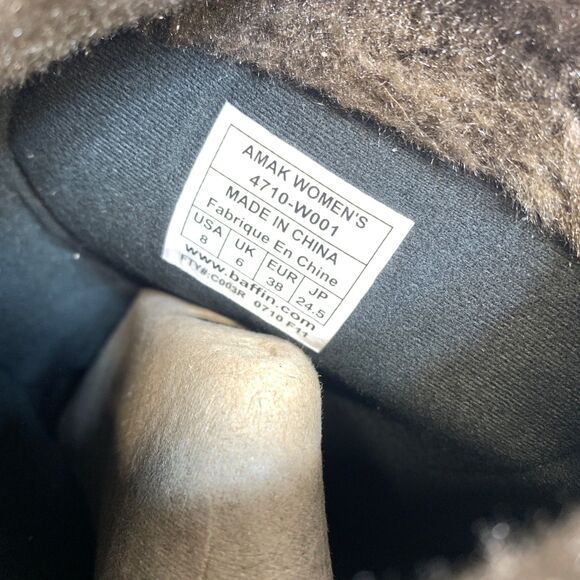 AMAK WOMEN'S
4710-W001
MADE IN CHINA
Fabrique En Chine
USA UK EUR JP
8 6 38 24.5
www.baffin.com
FTY#:C003R 0710 F11